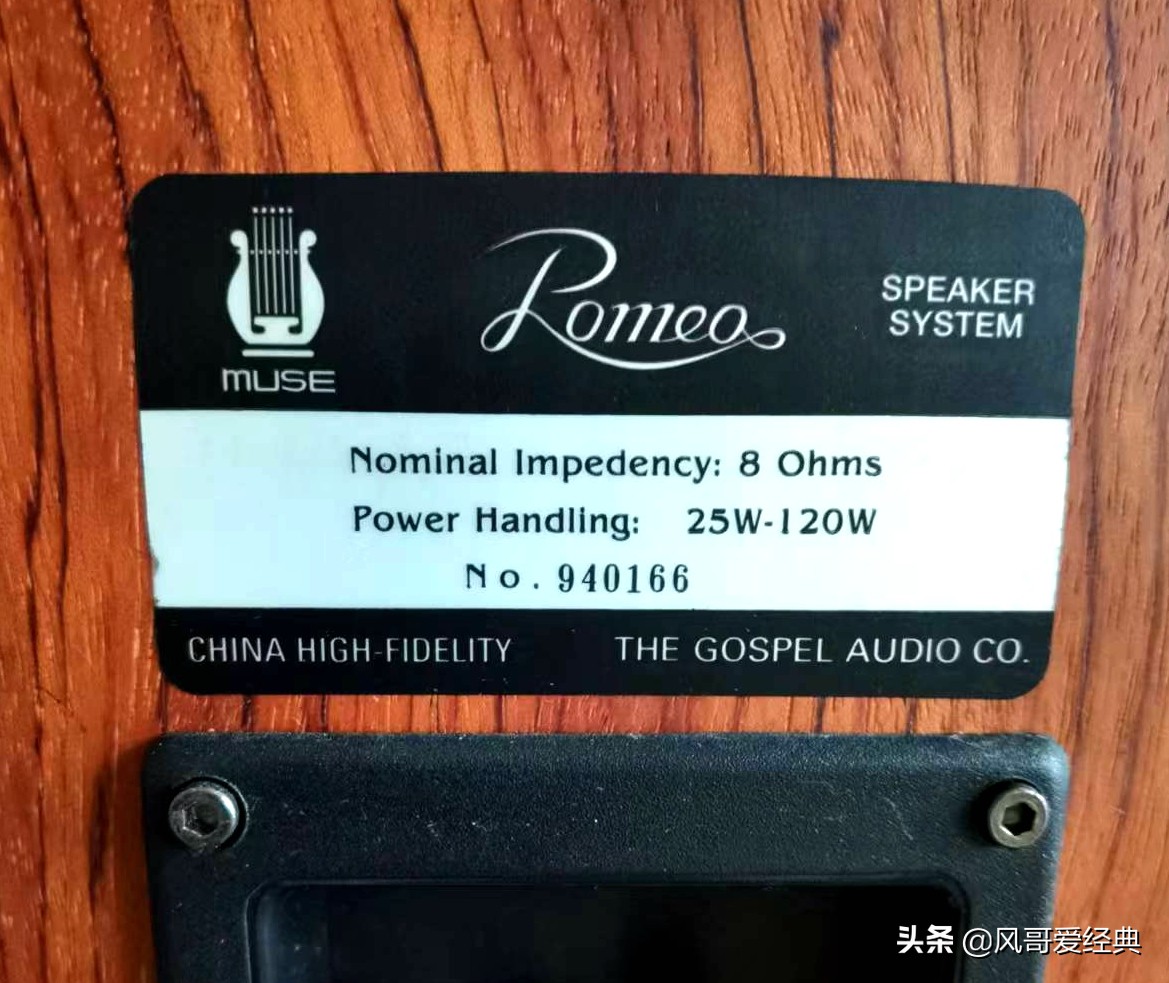 MUSE
Romeo
SPEAKER
SYSTEM
Nominal Impedency: 8 Ohms
Power Handling: 25W-120W
No. 940166
CHINA HIGH-FIDELITY THE GOSPEL AUDIO CO.
头条 @风哥爱经典